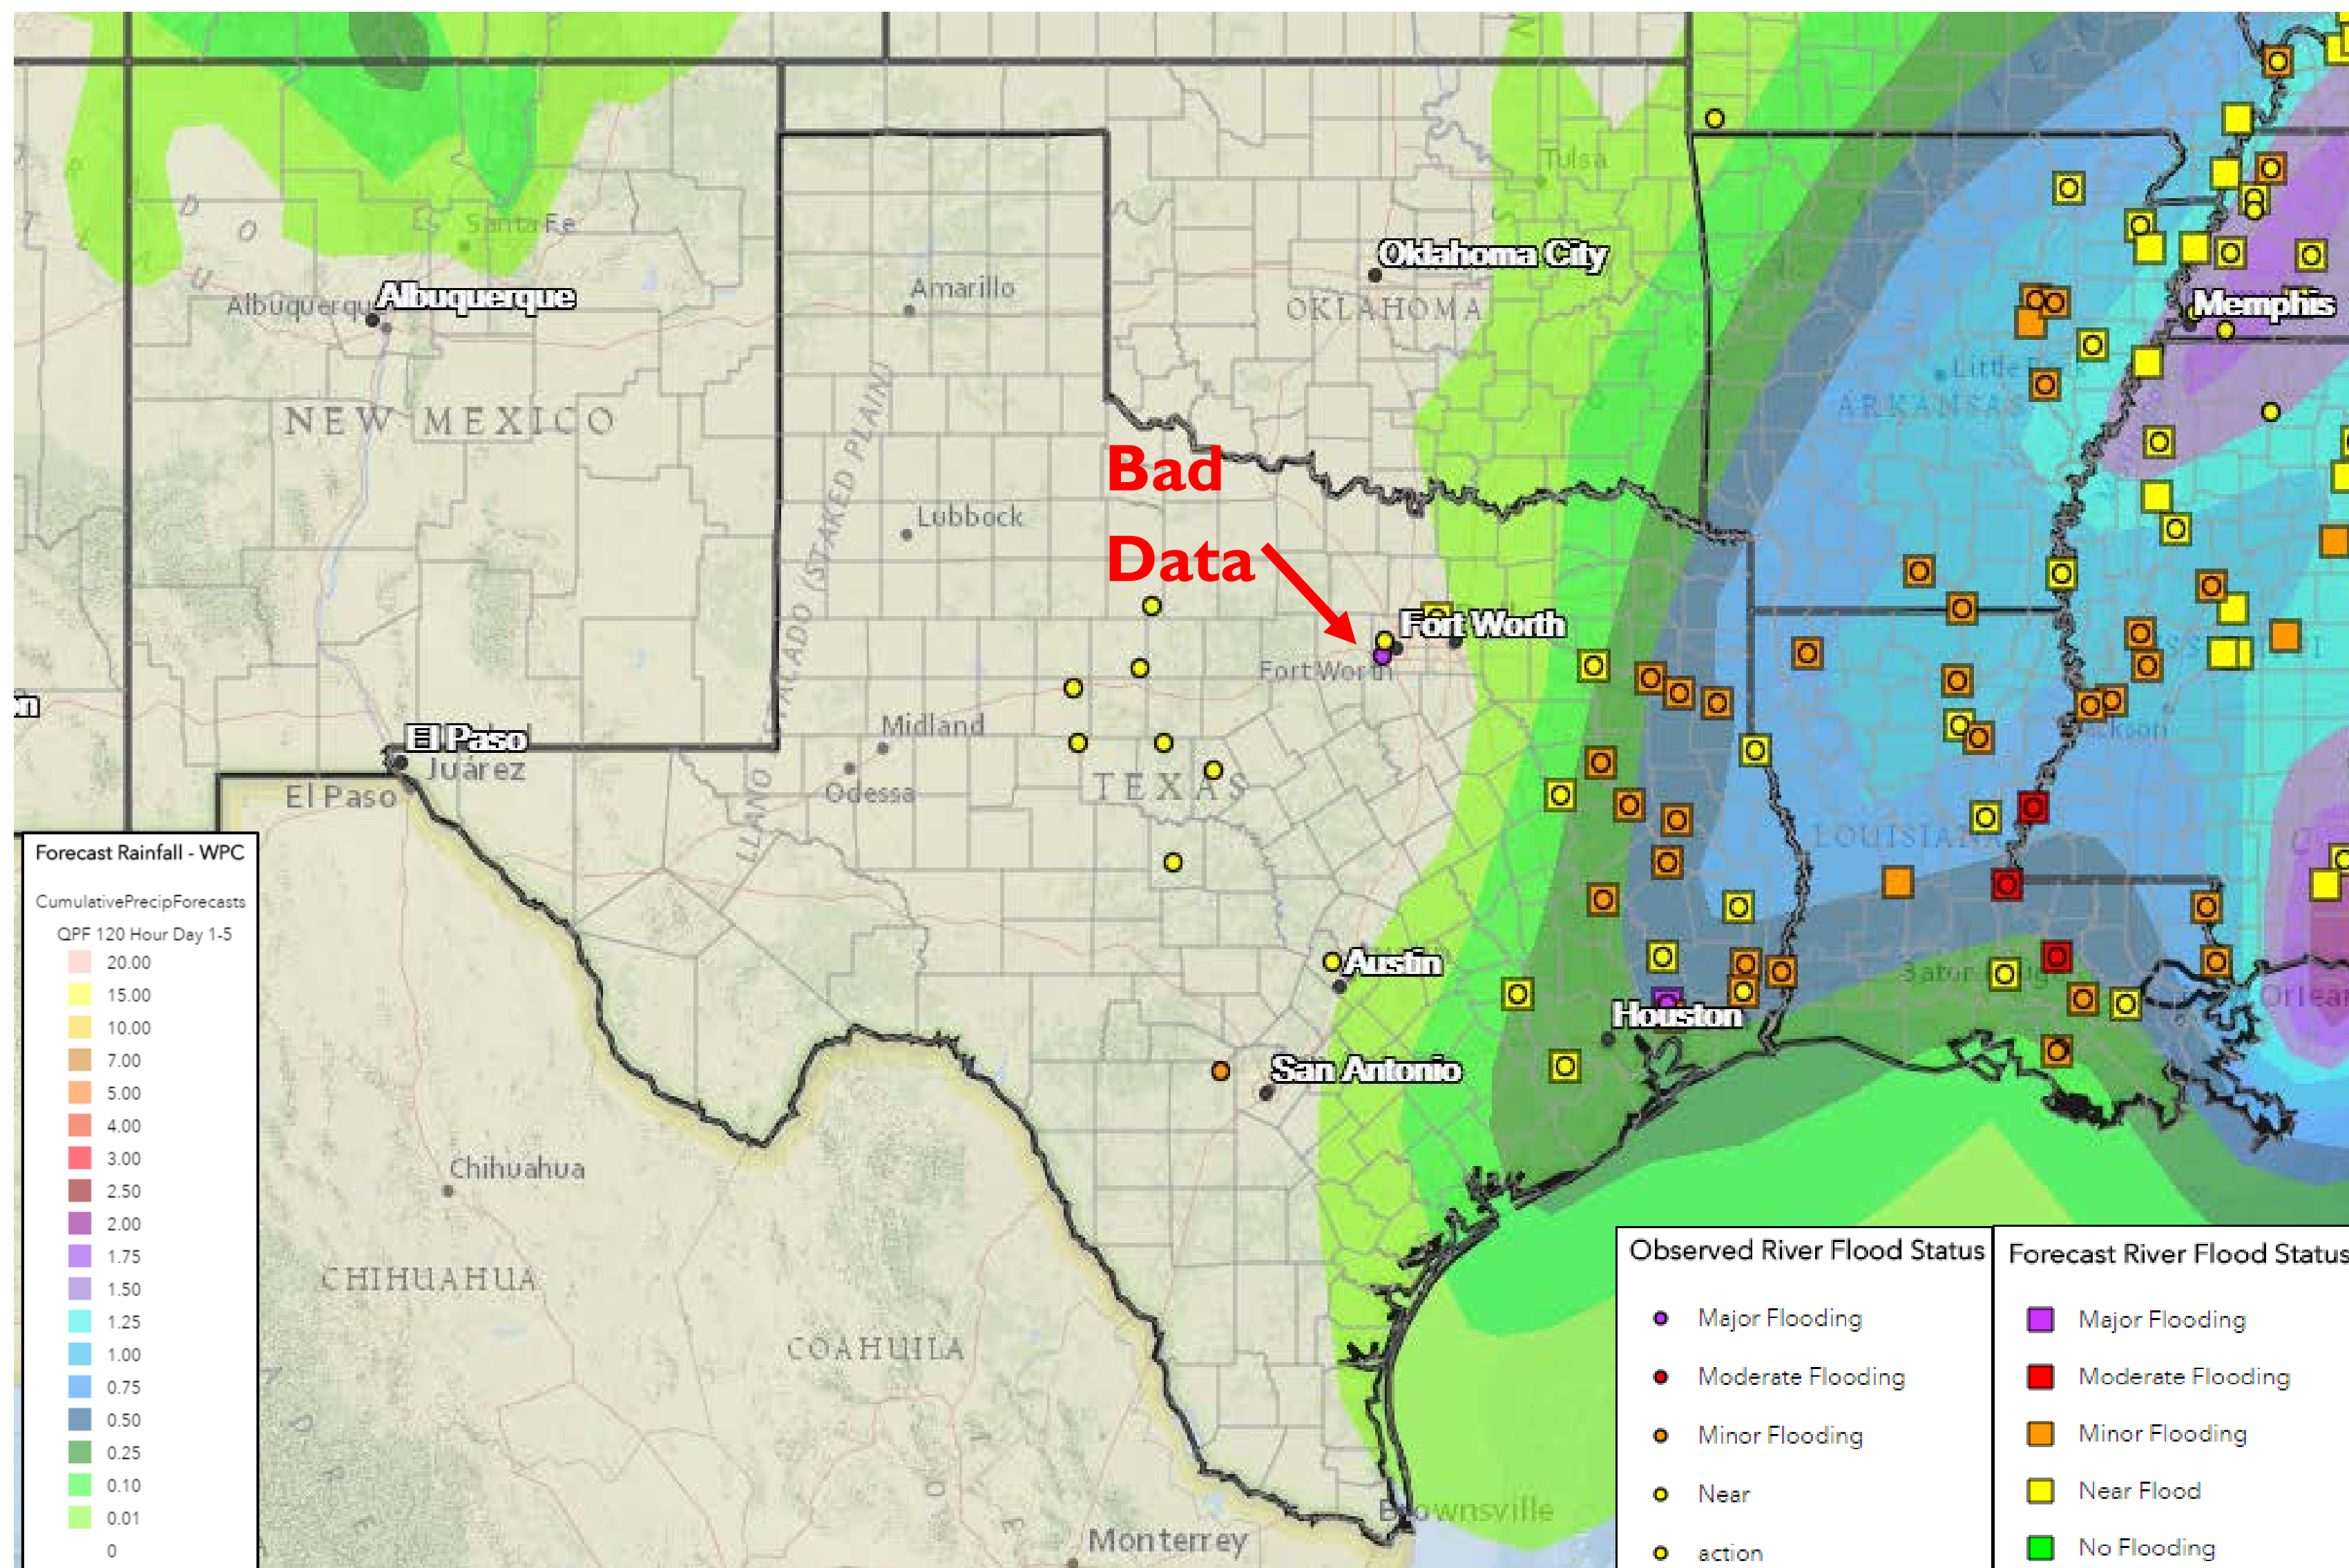 Tulsa
Santa Fe
Oklahoma City
Amarillo
OKLAHOMA
Albuquerque
Memphis
Little
ARKANSAS
NEW MEXICO
LLANO ESTACADO (STAKED PLAIN)
Bad
Data
Lubbock
Fort Worth
Fort Worth
Midland
El Paso
Juárez
El Paso
Odessa
TEXAS
LOUISIANA
Austin
Houston
San Antonio
Chihuahua
CHIHUAHUA
COAHUILA
Brownsville
Monterrey
Forecast Rainfall - WPC
CumulativePrecipForecasts
QPF 120 Hour Day 1-5
20.00
15.00
10.00
7.00
5.00
4.00
3.00
2.50
2.00
1.75
1.50
1.25
1.00
0.75
0.50
0.25
0.10
0.01
0
Observed River Flood Status
Major Flooding
Moderate Flooding
Minor Flooding
Near
action
Forecast River Flood Status
Major Flooding
Moderate Flooding
Minor Flooding
Near Flood
No Flooding